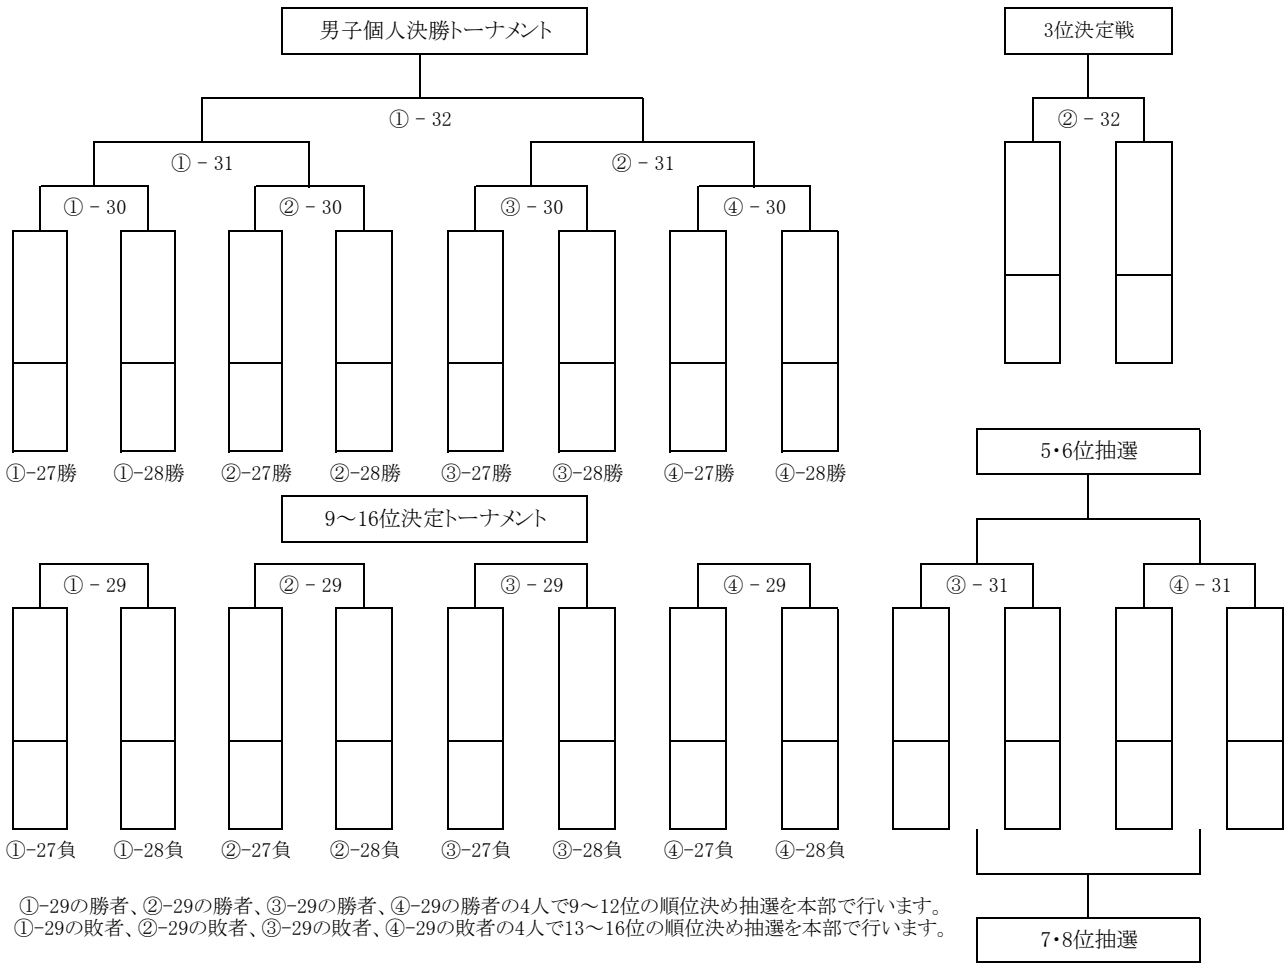 男子個人決勝トーナメント
3位決定戦
①－32
②－32
①－31
②－31
①－30
②－30
③－30
④－30
①-27勝
①-28勝
②-27勝
②-28勝
③-27勝
③-28勝
④-27勝
④-28勝
5・6位抽選
9～16位決定トーナメント
①－29
②－29
③－29
④－29
③－31
④－31
①-27負
①-28負
②-27負
②-28負
③-27負
③-28負
④-27負
④-28負
①-29の勝者、②-29の勝者、③-29の勝者、④-29の勝者の4人で9～12位の順位決め抽選を本部で行います。
①-29の敗者、②-29の敗者、③-29の敗者、④-29の敗者の4人で13～16位の順位決め抽選を本部で行います。
7・8位抽選